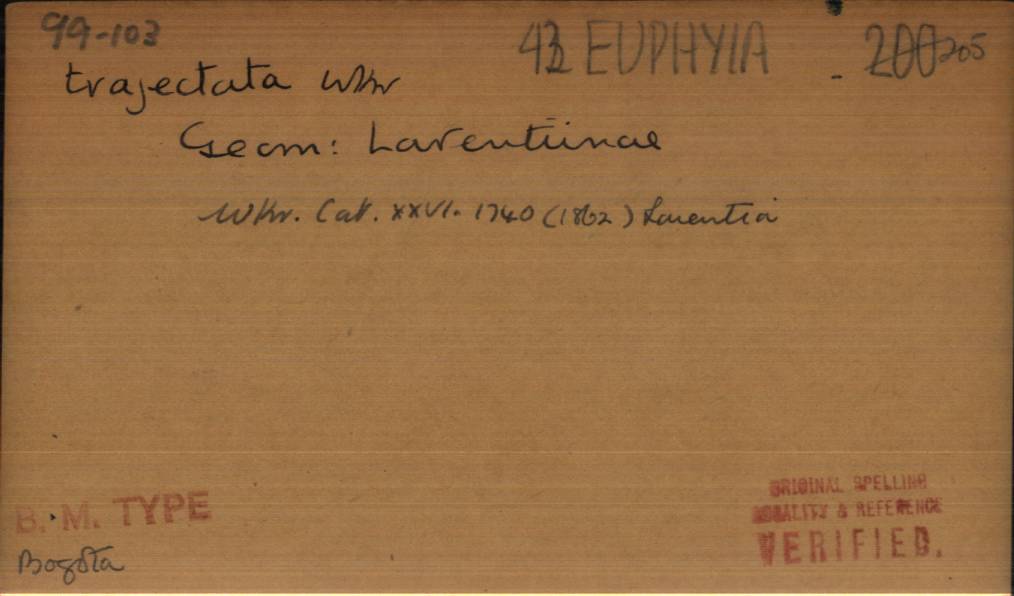 99-103
43 EUPHYIA - 200 205
trajectata Wkr
Geom: Larentiinae
Wkr. Cat. XXVI. 1740 (1862) Larentia
B. M. TYPE
Bogota
ORIGINAL SPELLING
LOCALITY & REFERENCE
VERIFIED.